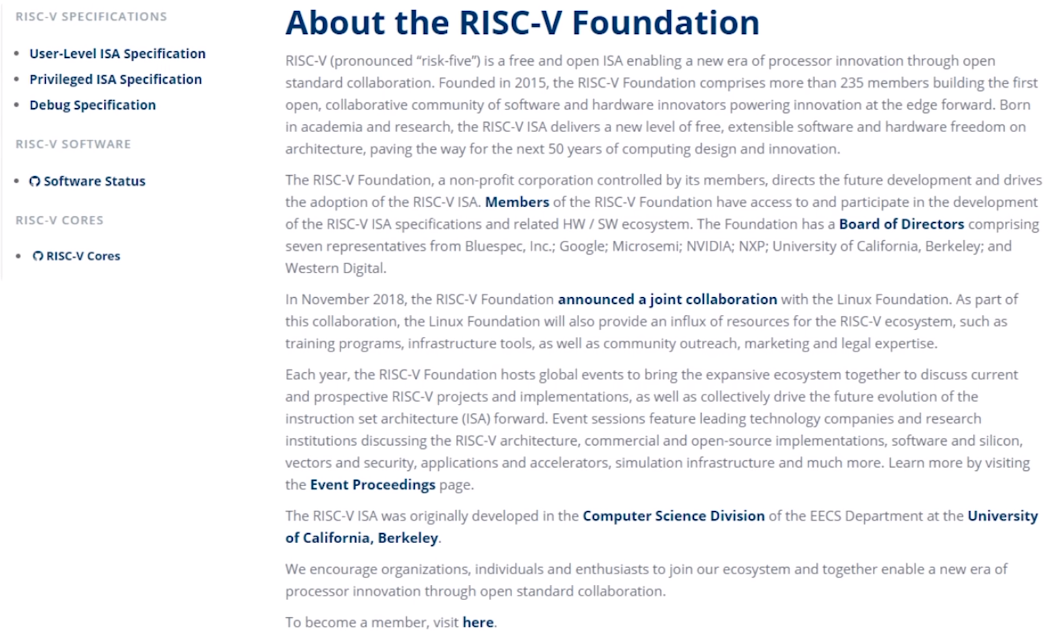 RISC-V SPECIFICATIONS
User-Level ISA Specification
Privileged ISA Specification
Debug Specification
RISC-V SOFTWARE
Software Status
RISC-V CORES
RISC-V Cores
About the RISC-V Foundation
RISC-V (pronounced “risk-five”) is a free and open ISA enabling a new era of processor innovation through open
standard collaboration. Founded in 2015, the RISC-V Foundation comprises more than 235 members building the first
open, collaborative community of software and hardware innovators powering innovation at the edge forward. Born
in academia and research, the RISC-V ISA delivers a new level of free, extensible software and hardware freedom on
architecture, paving the way for the next 50 years of computing design and innovation.
The RISC-V Foundation, a non-profit corporation controlled by its members, directs the future development and drives
the adoption of the RISC-V ISA. Members of the RISC-V Foundation have access to and participate in the development
of the RISC-V ISA specifications and related HW / SW ecosystem. The Foundation has a Board of Directors comprising
seven representatives from Bluespec, Inc.; Google; Microsemi; NVIDIA; NXP; University of California, Berkeley; and
Western Digital.
In November 2018, the RISC-V Foundation announced a joint collaboration with the Linux Foundation. As part of
this collaboration, the Linux Foundation will also provide an influx of resources for the RISC-V ecosystem, such as
training programs, infrastructure tools, as well as community outreach, marketing and legal expertise.
Each year, the RISC-V Foundation hosts global events to bring the expansive ecosystem together to discuss current
and prospective RISC-V projects and implementations, as well as collectively drive the future evolution of the
instruction set architecture (ISA) forward. Event sessions feature leading technology companies and research
institutions discussing the RISC-V architecture, commercial and open-source implementations, software and silicon,
vectors and security, applications and accelerators, simulation infrastructure and much more. Learn more by visiting
the Event Proceedings page.
The RISC-V ISA was originally developed in the Computer Science Division of the EECS Department at the University
of California, Berkeley.
We encourage organizations, individuals and enthusiasts to join our ecosystem and together enable a new era of
processor innovation through open standard collaboration.
To become a member, visit here.